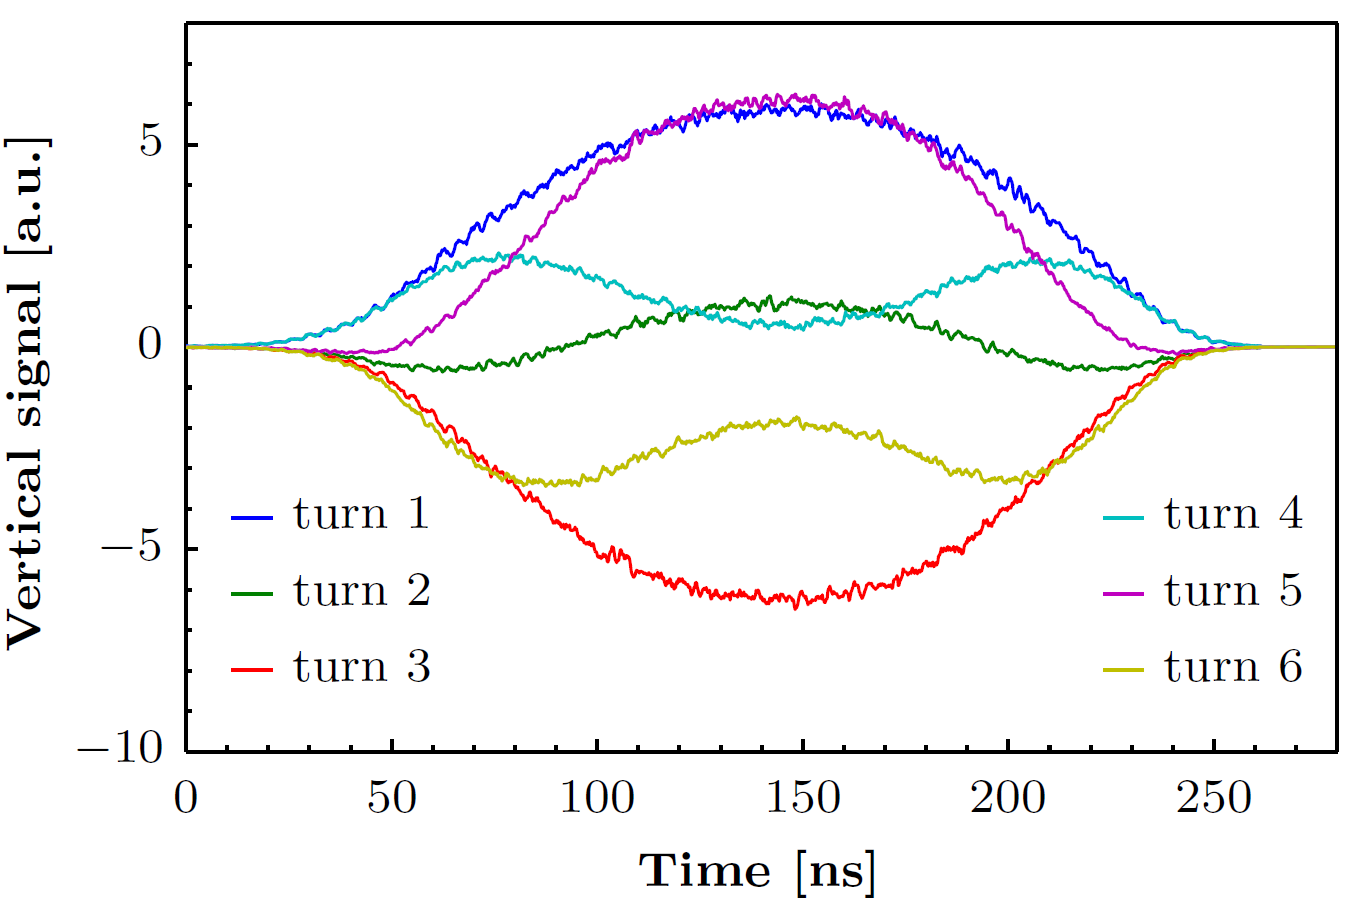 Vertical signal [a.u.]
5
0
−5
−10
turn 1
turn 2
turn 3
turn 4
turn 5
turn 6
0 50 100 150 200 250
Time [ns]